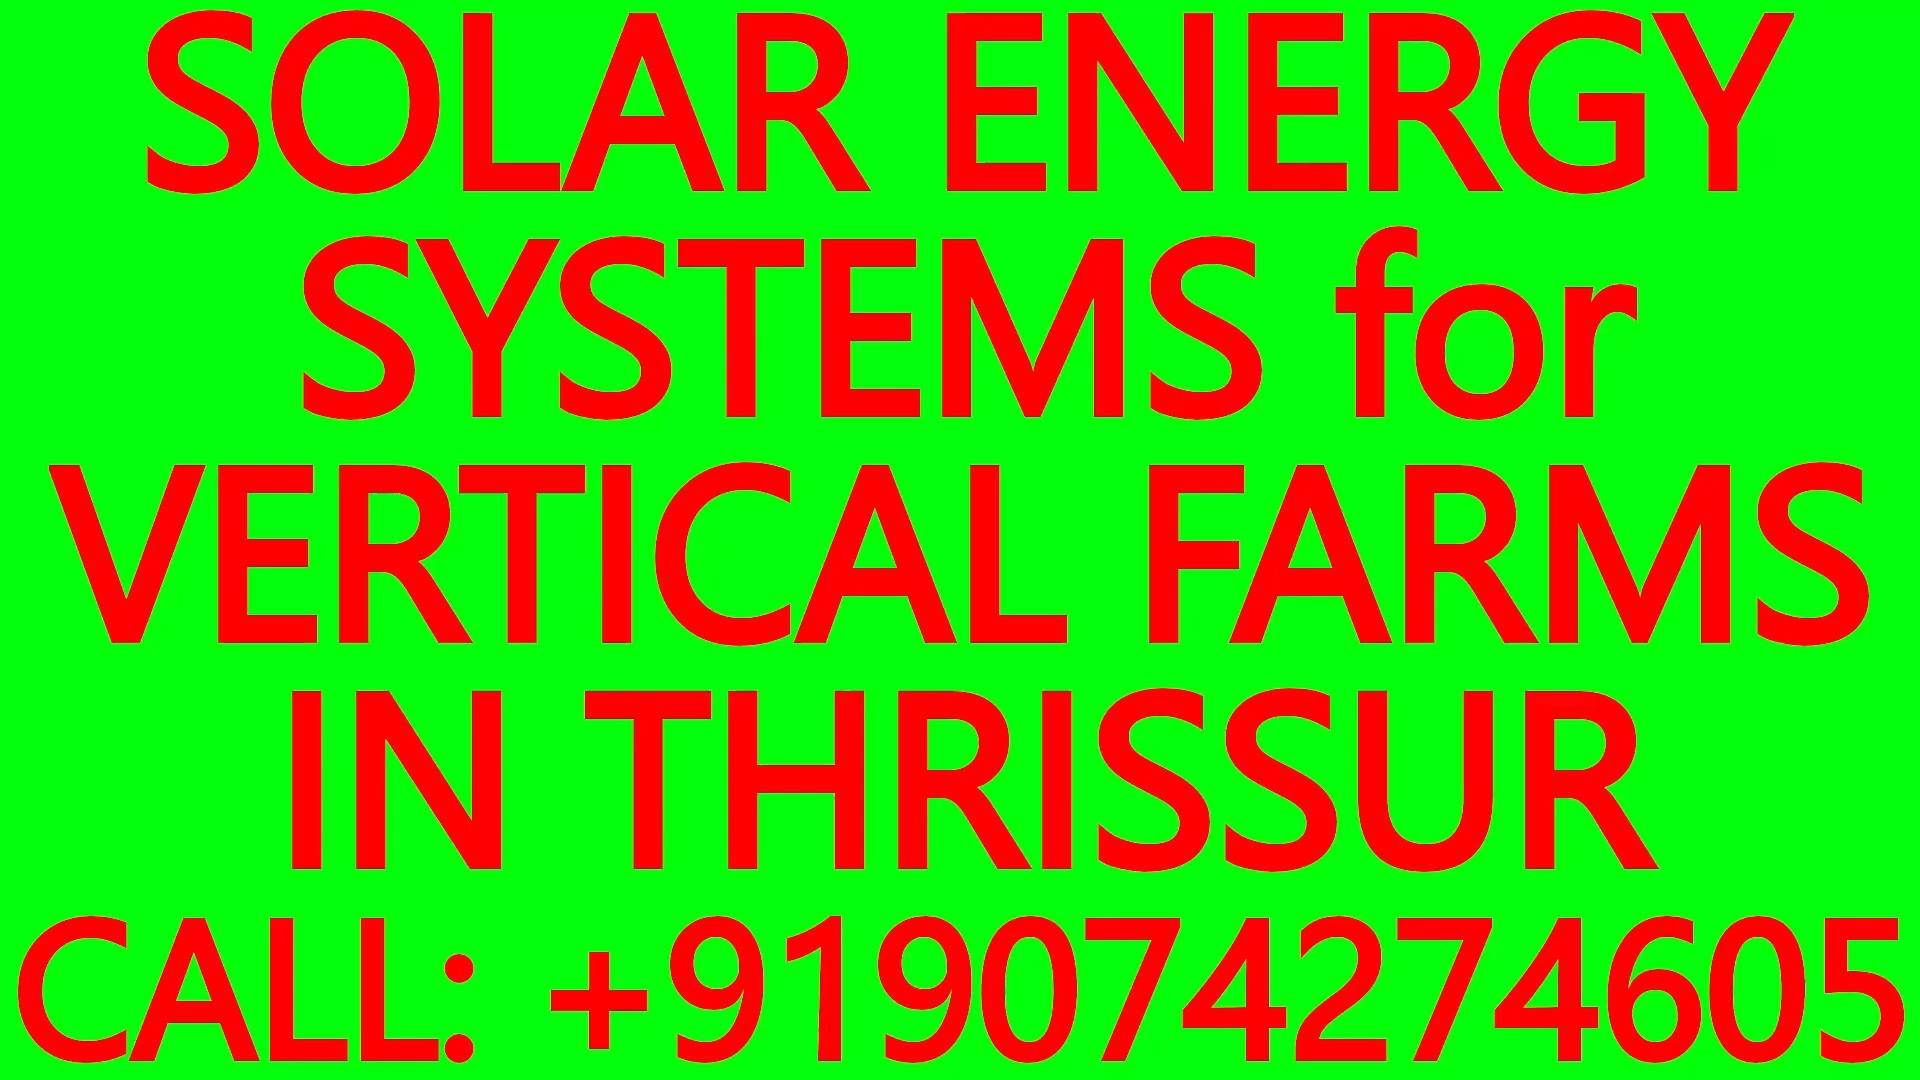 SOLAR ENERGY
SYSTEMS for
VERTICAL FARMS
IN THRISSUR
CALL: +919074274605